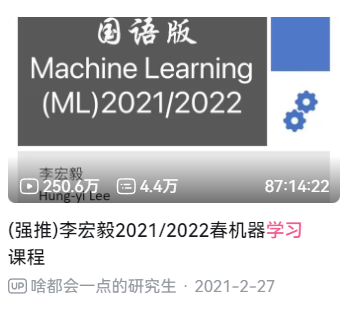 国语版
Machine Learning
(ML)2021/2022
李宏毅
Hung-yi Lee
250.6万 4.4万 87:14:22
(强推)李宏毅2021/2022春机器学习
课程
UP 啥都会一点的研究生 · 2021-2-27